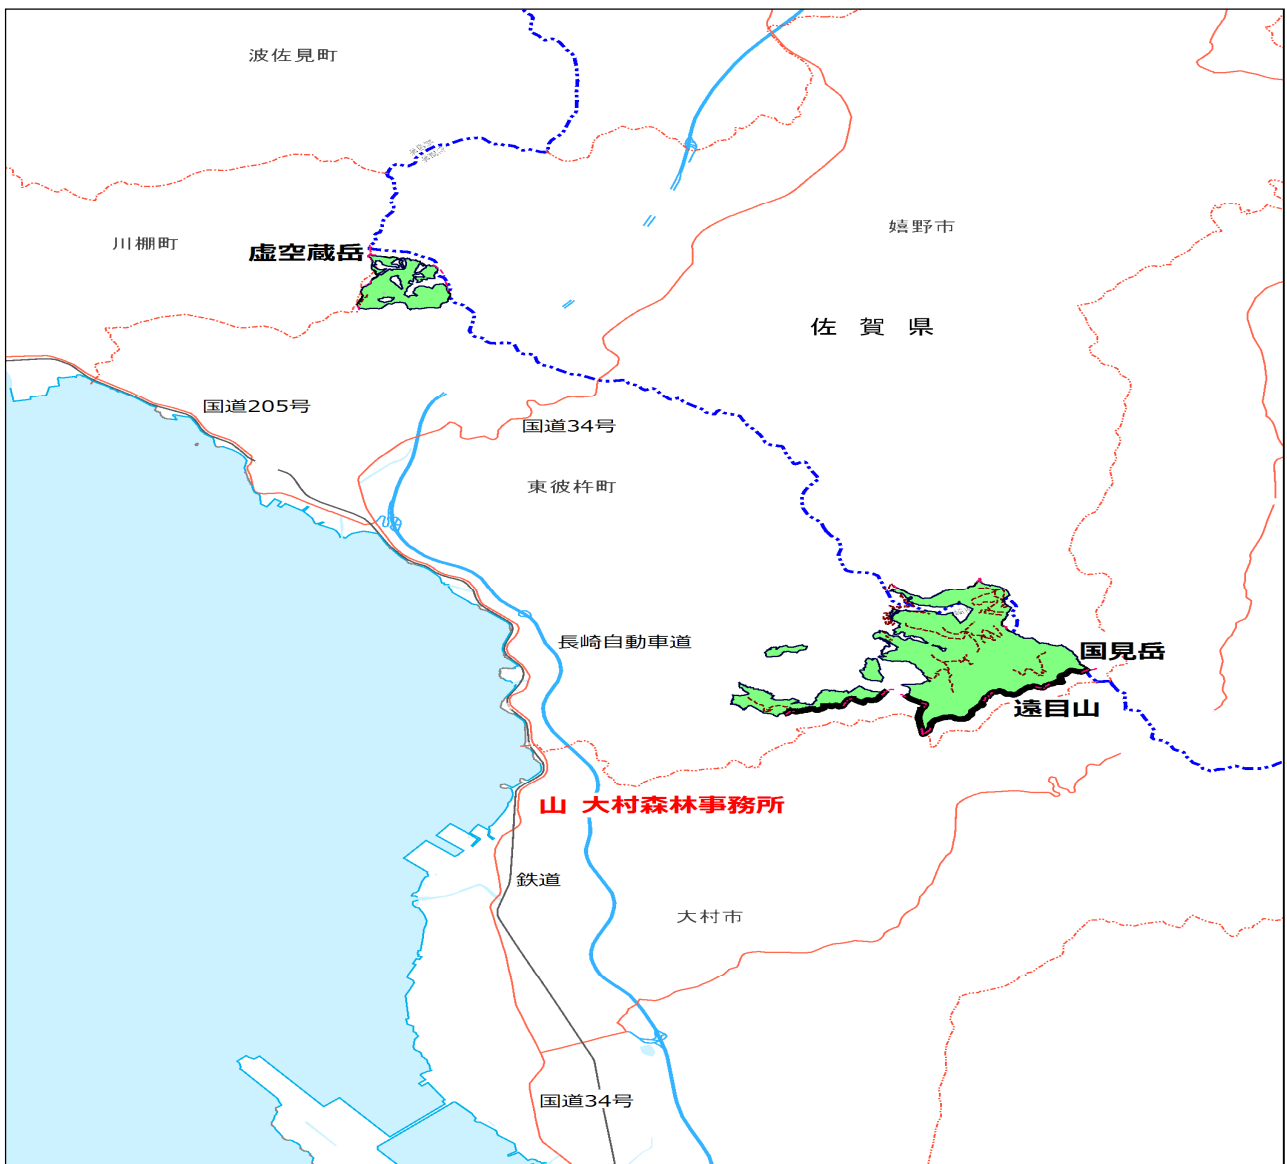 波佐見町
嬉野市
川棚町
虚空蔵岳
佐賀県
国道205号
国道34号
東彼杵町
長崎自動車道
国見岳
遠目山
山 大村森林事務所
鉄道
大村市
国道34号